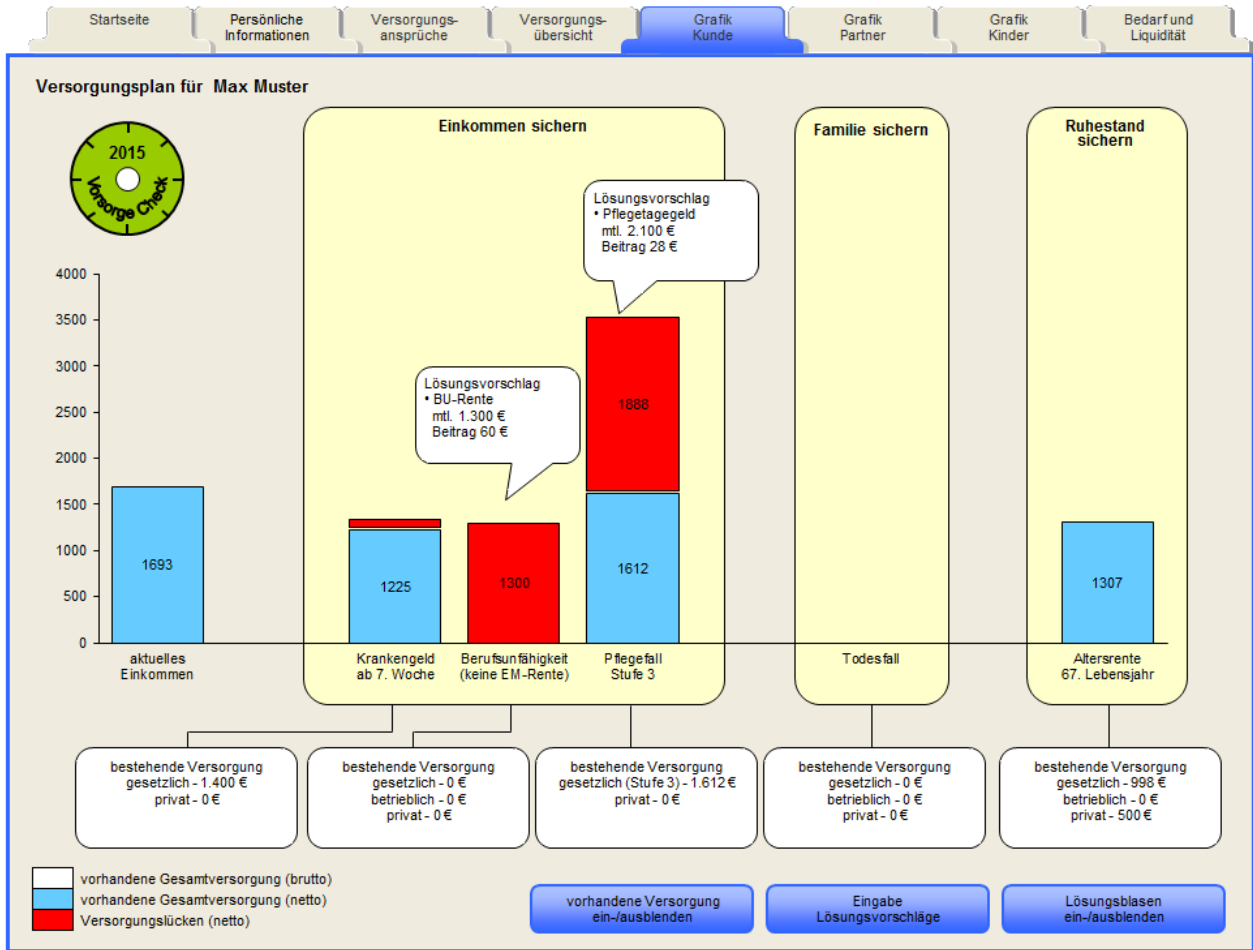 Startseite
Persönliche
Informationen
Versorgungs-
ansprüche
Versorgungs-
übersicht
Grafik
Kunde
Grafik
Partner
Grafik
Kinder
Bedarf und
Liquidität
Versorgungsplan für Max Muster
2015
Vorsorge Check
Einkommen sichern
Familie sichern
Ruhestand
sichern
Lösungsvorschlag
• Pflegetagegeld
mtl. 2.100 €
Beitrag 28 €
Lösungsvorschlag
• BU-Rente
mtl. 1.300 €
Beitrag 60 €
4000
3500
3000
2500
2000
1500
1000
500
0
1693
1225
1300
1888
1612
1307
aktuelles
Einkommen
Krankengeld
ab 7. Woche
Berufsunfähigkeit
(keine EM-Rente)
Pflegefall
Stufe 3
Todesfall
Altersrente
67. Lebensjahr
bestehende Versorgung
gesetzlich - 1.400 €
privat - 0 €
bestehende Versorgung
gesetzlich - 0 €
betrieblich - 0 €
privat - 0 €
bestehende Versorgung
gesetzlich (Stufe 3) - 1.612 €
privat - 0 €
bestehende Versorgung
gesetzlich - 0 €
betrieblich - 0 €
privat - 0 €
bestehende Versorgung
gesetzlich - 998 €
betrieblich - 0 €
privat - 500 €
vorhandene Gesamtversorgung (brutto)
vorhandene Gesamtversorgung (netto)
Versorgungslücken (netto)
vorhandene Versorgung
ein-/ausblenden
Eingabe
Lösungsvorschläge
Lösungsblasen
ein-/ausblenden